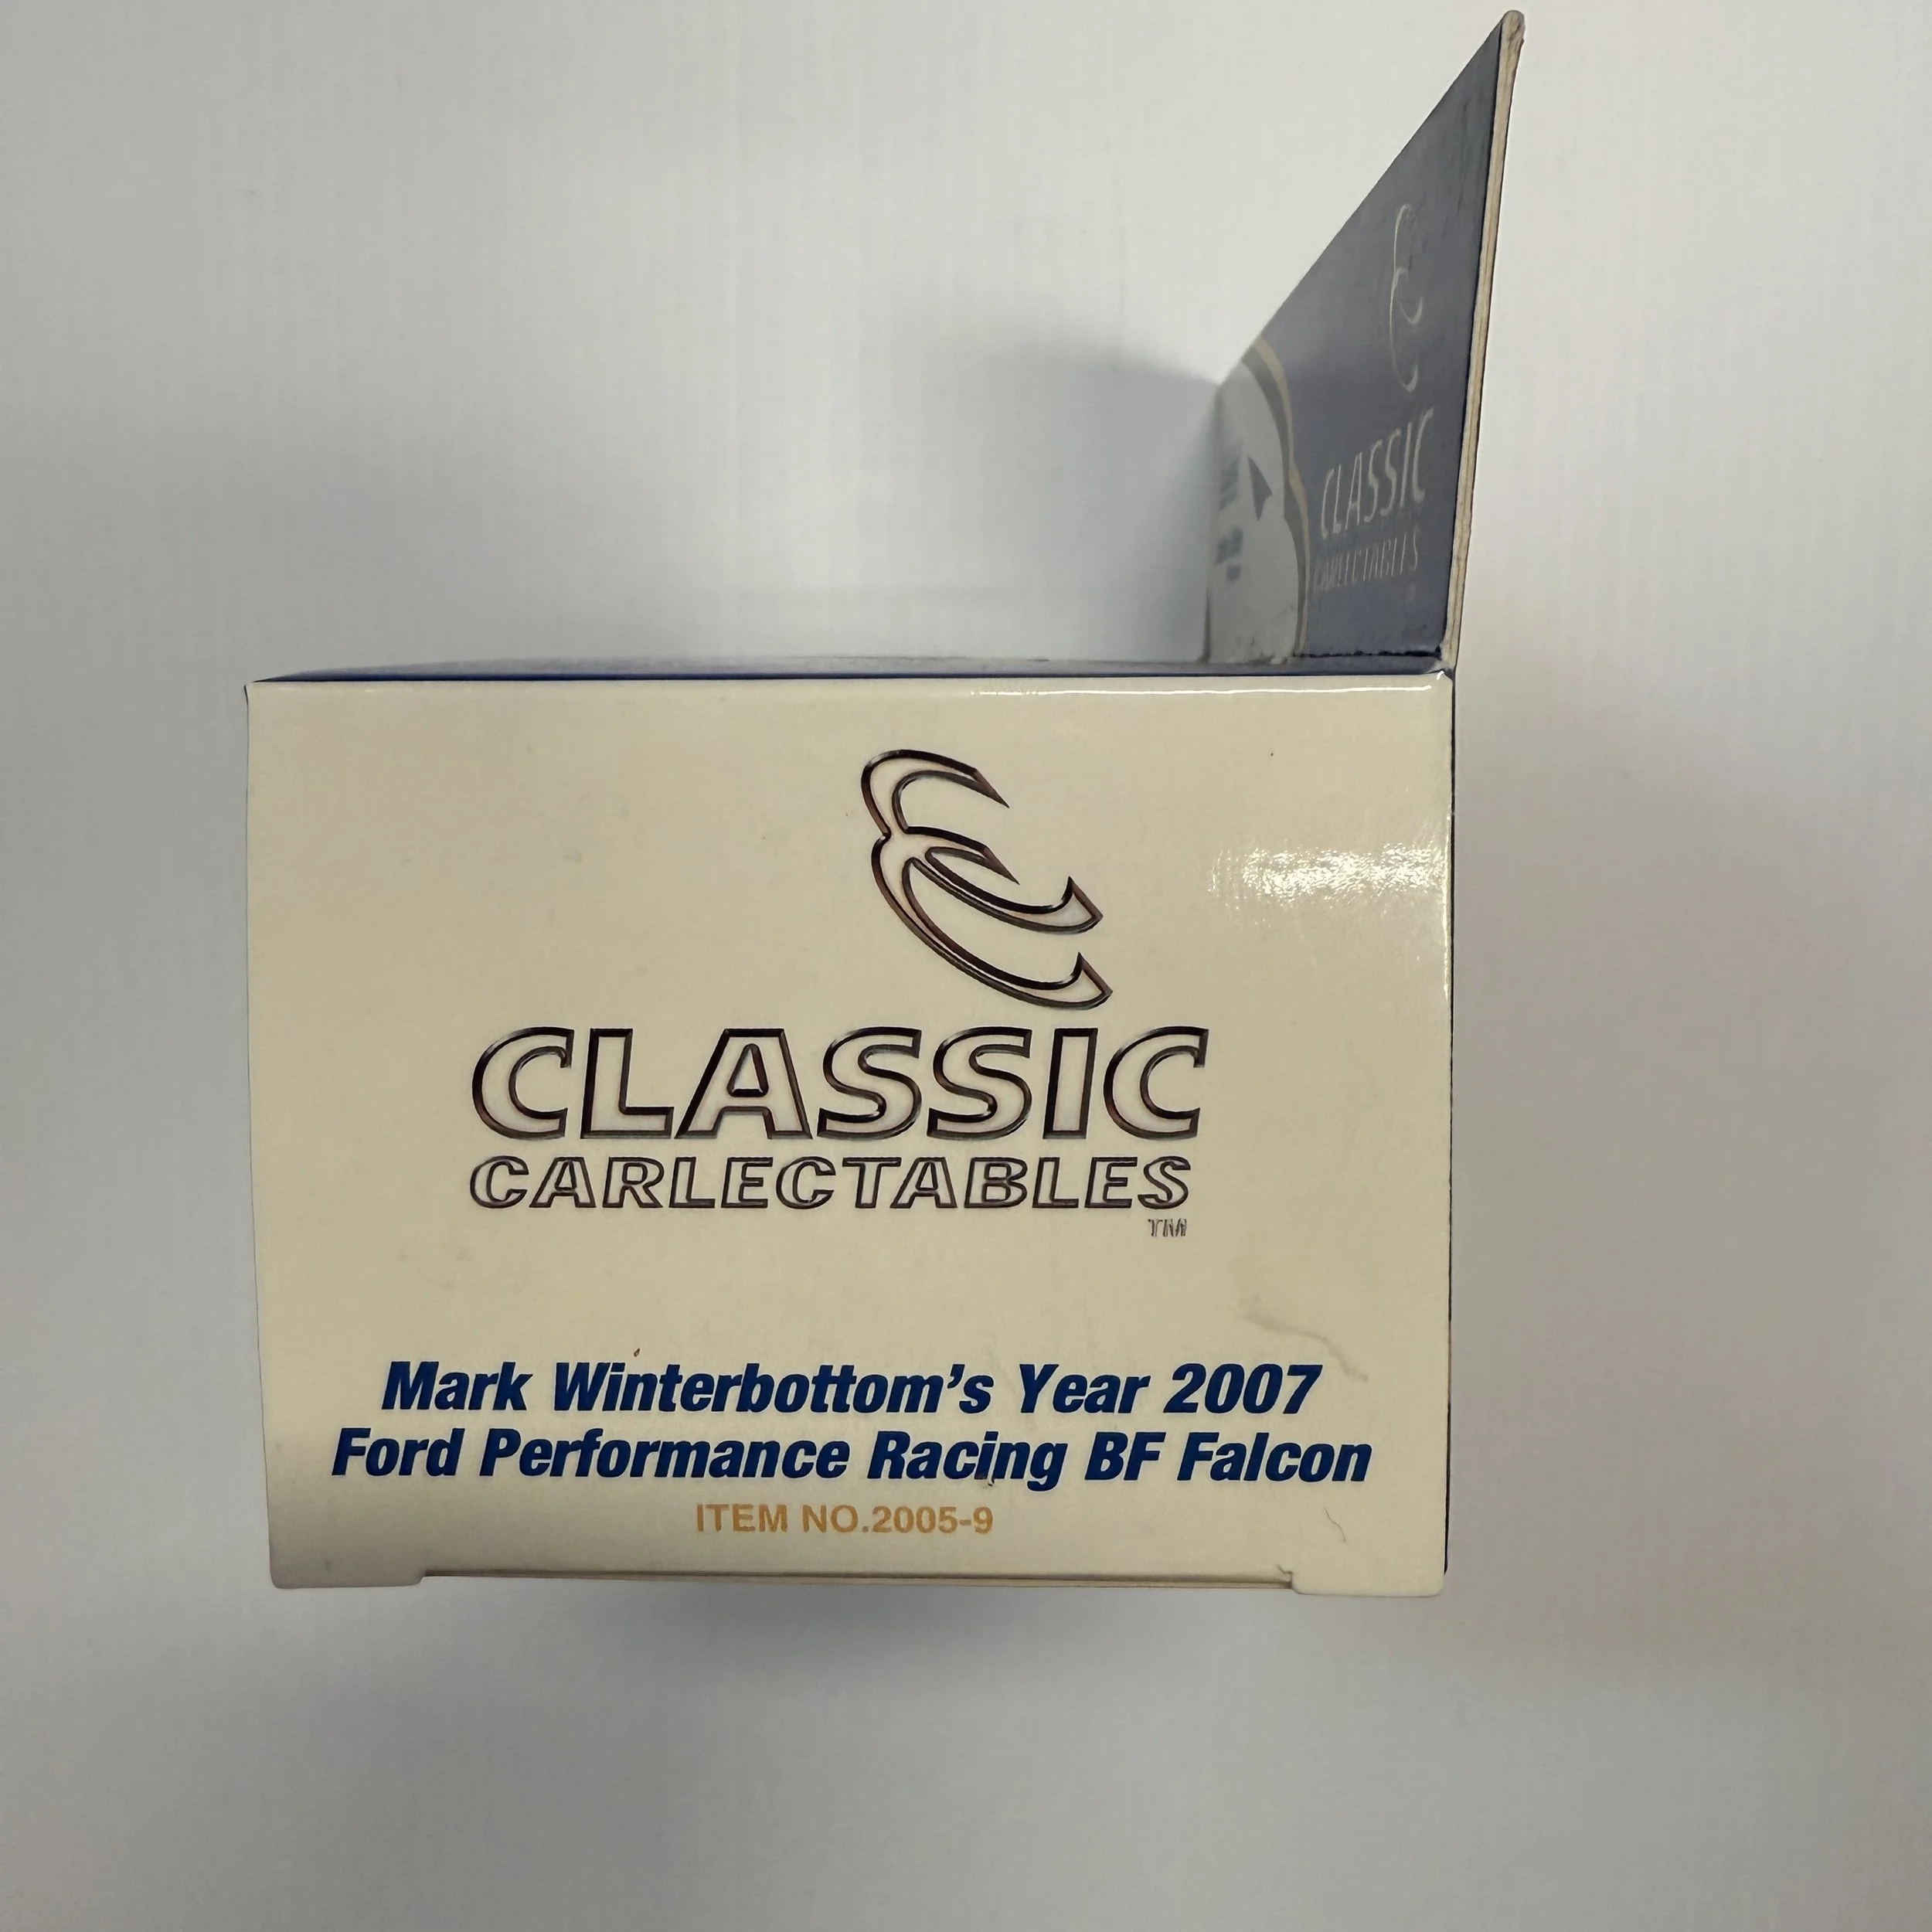 CLASSIC
CARLECTABLES
CLASSIC
CARLECTABLES
TM
Mark Winterbottom's Year 2007
Ford Performance Racing BF Falcon
ITEM NO.2005-9